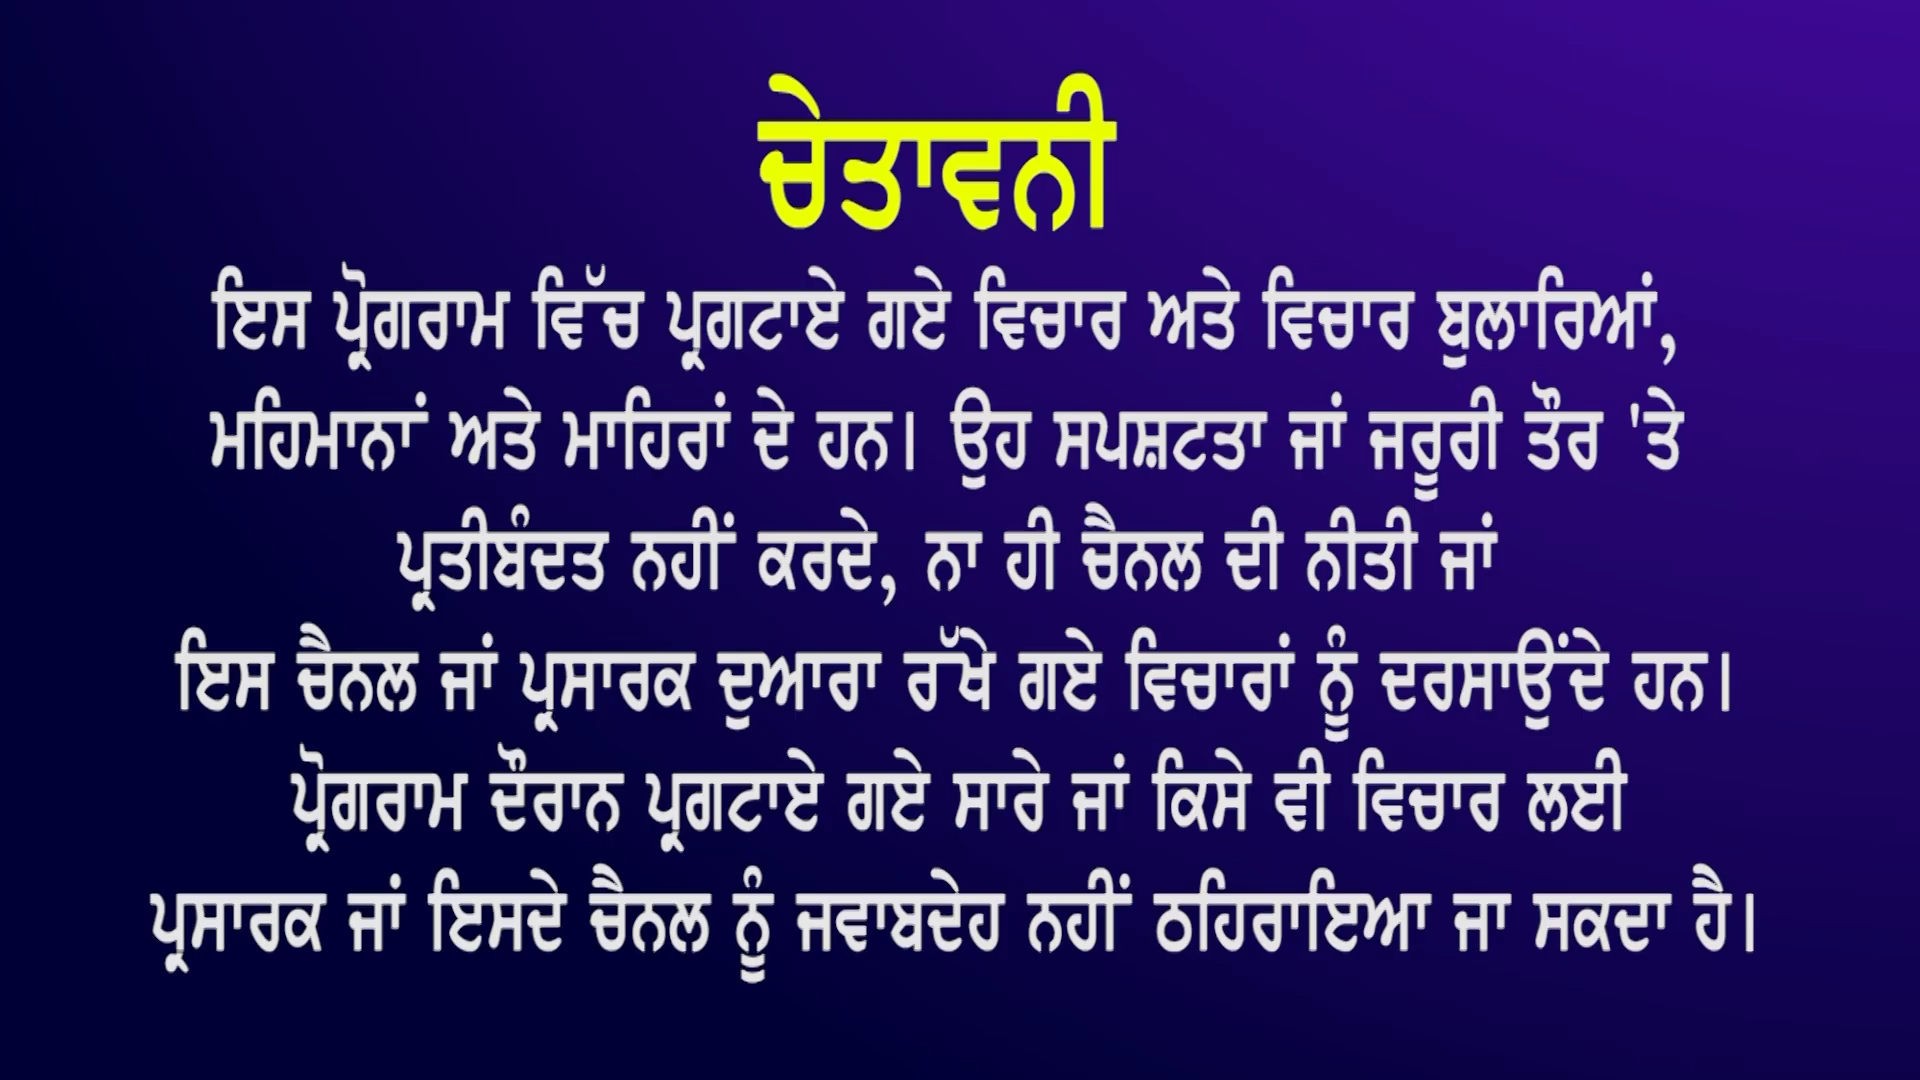 ਚੇਤਾਵਨੀ
ਇਸ ਪ੍ਰੋਗਰਾਮ ਵਿੱਚ ਪ੍ਰਗਟਾਏ ਗਏ ਵਿਚਾਰ ਅਤੇ ਵਿਚਾਰ ਬੁਲਾਰਿਆਂ,
ਮਹਿਮਾਨਾਂ ਅਤੇ ਮਾਹਿਰਾਂ ਦੇ ਹਨ। ਉਹ ਸਪਸ਼ਟਤਾ ਜਾਂ ਜਰੂਰੀ ਤੌਰ 'ਤੇ
ਪ੍ਰਤੀਬੰਦਤ ਨਹੀਂ ਕਰਦੇ, ਨਾ ਹੀ ਚੈਨਲ ਦੀ ਨੀਤੀ ਜਾਂ
ਇਸ ਚੈਨਲ ਜਾਂ ਪ੍ਰਸਾਰਕ ਦੁਆਰਾ ਰੱਖੇ ਗਏ ਵਿਚਾਰਾਂ ਨੂੰ ਦਰਸਾਉਂਦੇ ਹਨ।
ਪ੍ਰੋਗਰਾਮ ਦੌਰਾਨ ਪ੍ਰਗਟਾਏ ਗਏ ਸਾਰੇ ਜਾਂ ਕਿਸੇ ਵੀ ਵਿਚਾਰ ਲਈ
ਪ੍ਰਸਾਰਕ ਜਾਂ ਇਸਦੇ ਚੈਨਲ ਨੂੰ ਜਵਾਬਦੇਹ ਨਹੀਂ ਠਹਿਰਾਇਆ ਜਾ ਸਕਦਾ ਹੈ।